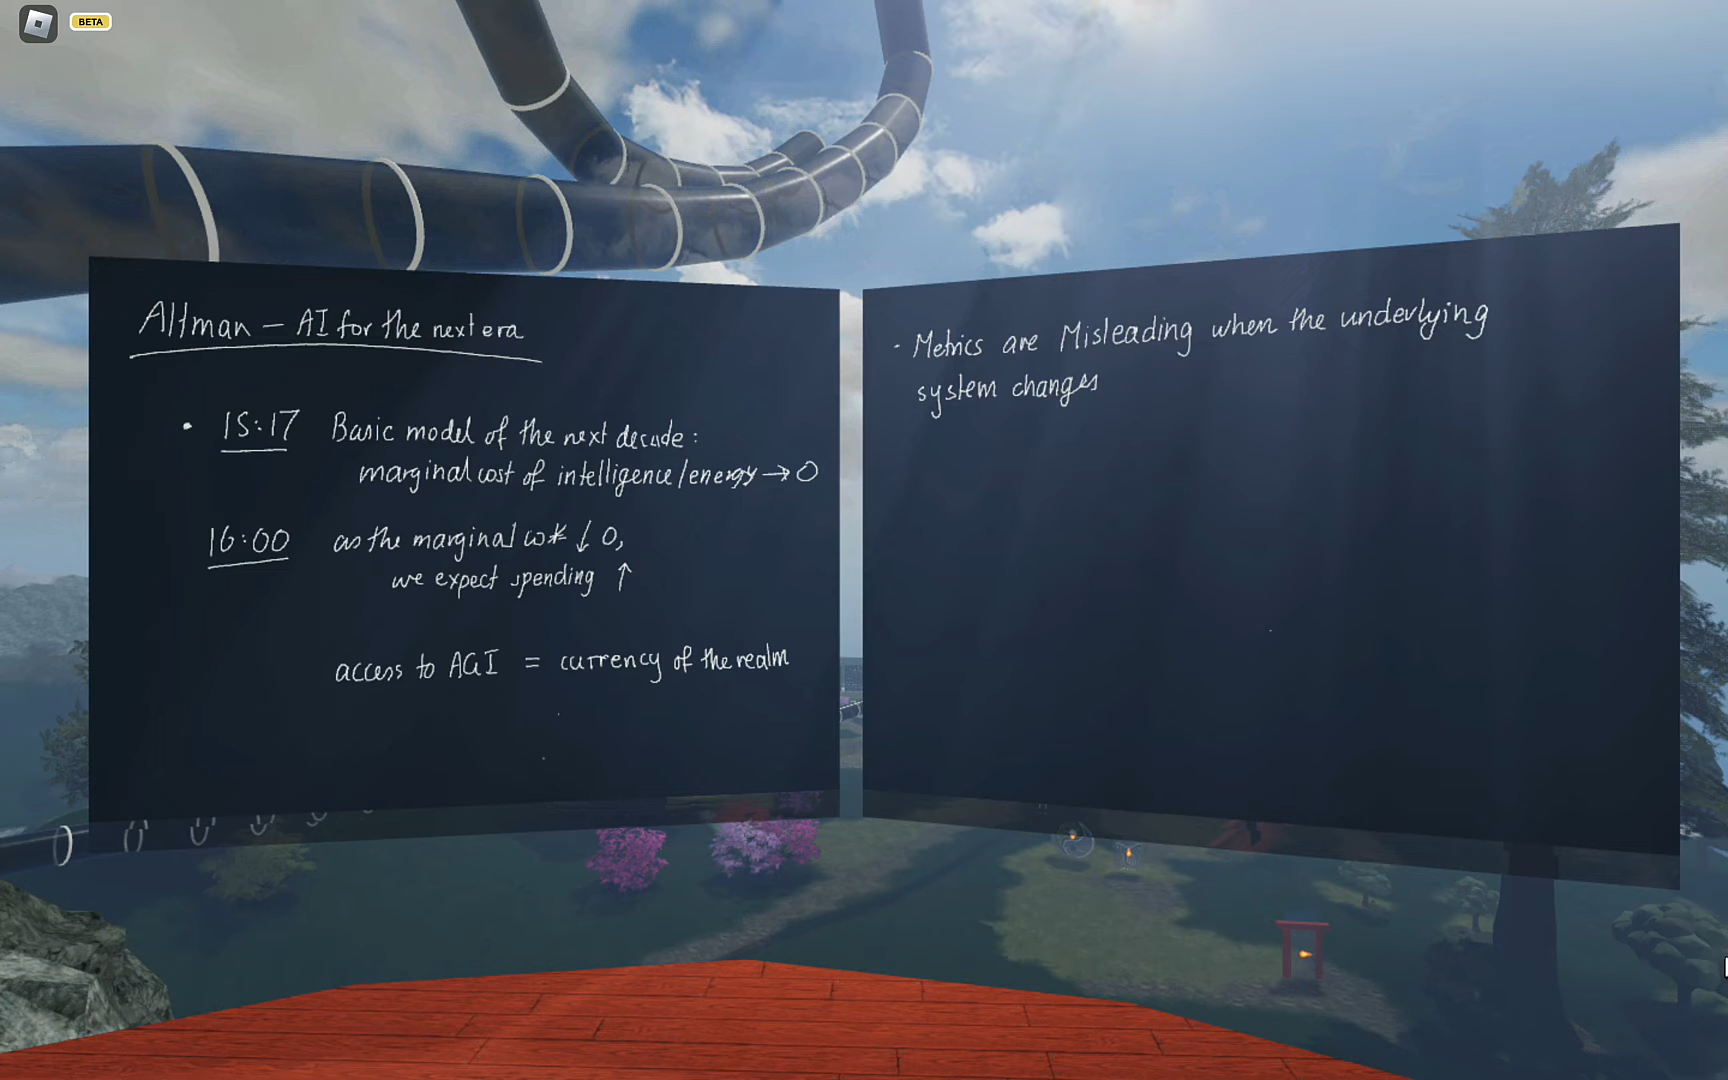 BETA
Altman – AI for the next era
• 15:17 Basic model of the next decade:
marginal cost of intelligence/energy → 0
16:00 as the marginal cost ↓ 0,
we expect spending ↑
access to AGI = currency of the realm
- Metrics are Misleading when the underlying
system changes